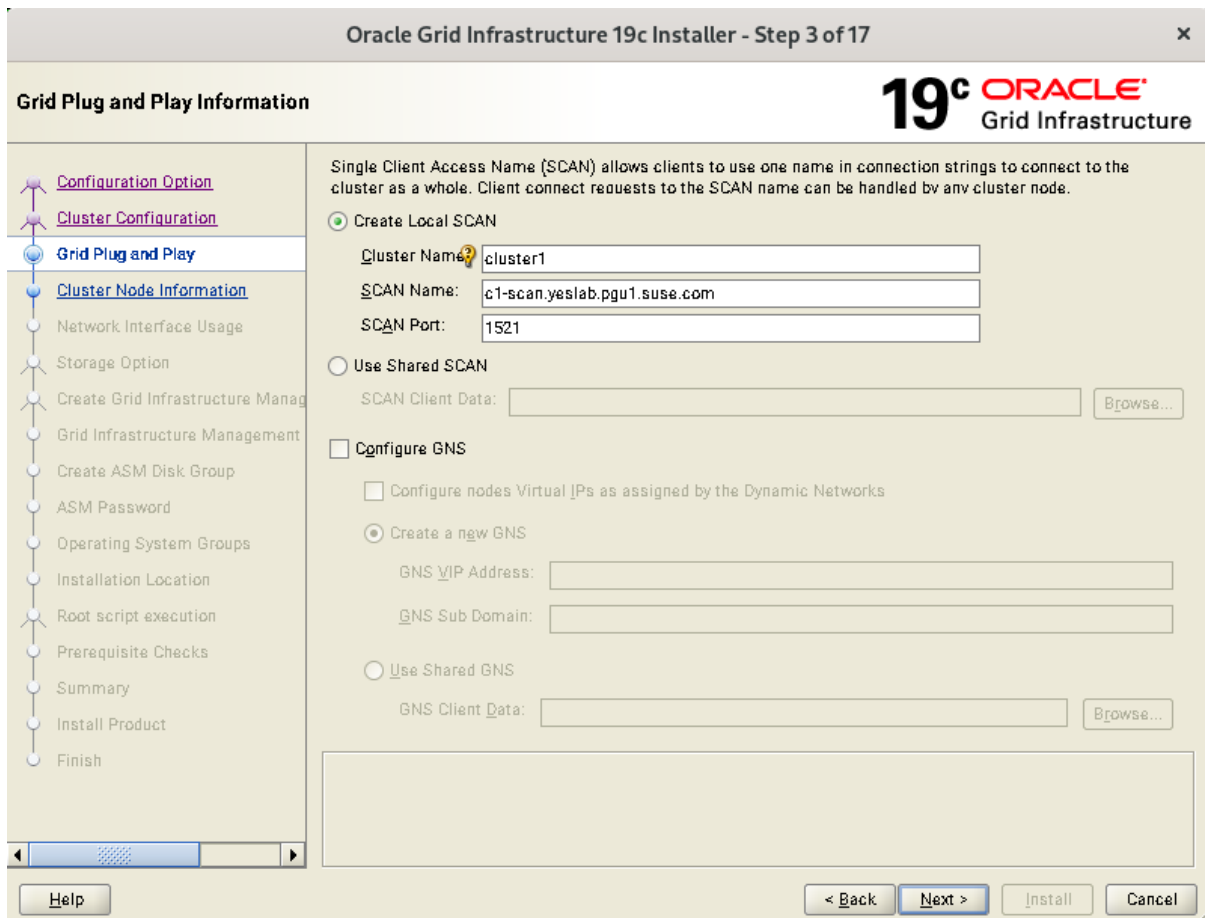 Oracle Grid Infrastructure 19c Installer - Step 3 of 17
×
Grid Plug and Play Information
19c ORACLE
Grid Infrastructure
Configuration Option
Cluster Configuration
Grid Plug and Play
Cluster Node Information
Network Interface Usage
Storage Option
Create Grid Infrastructure Manag
Grid Infrastructure Management
Create ASM Disk Group
ASM Password
Operating System Groups
Installation Location
Root script execution
Prerequisite Checks
Summary
Install Product
Finish
Single Client Access Name (SCAN) allows clients to use one name in connection strings to connect to the
cluster as a whole. Client connect requests to the SCAN name can be handled by any cluster node.
Create Local SCAN
Cluster Name cluster1
SCAN Name: c1-scan.yeslab.pgu1.suse.com
SCAN Port: 1521
Use Shared SCAN
SCAN Client Data: Browse...
Configure GNS
Configure nodes Virtual IPs as assigned by the Dynamic Networks
Create a new GNS
GNS VIP Address:
GNS Sub Domain:
Use Shared GNS
GNS Client Data: Browse...
Help < Back Next > Install Cancel